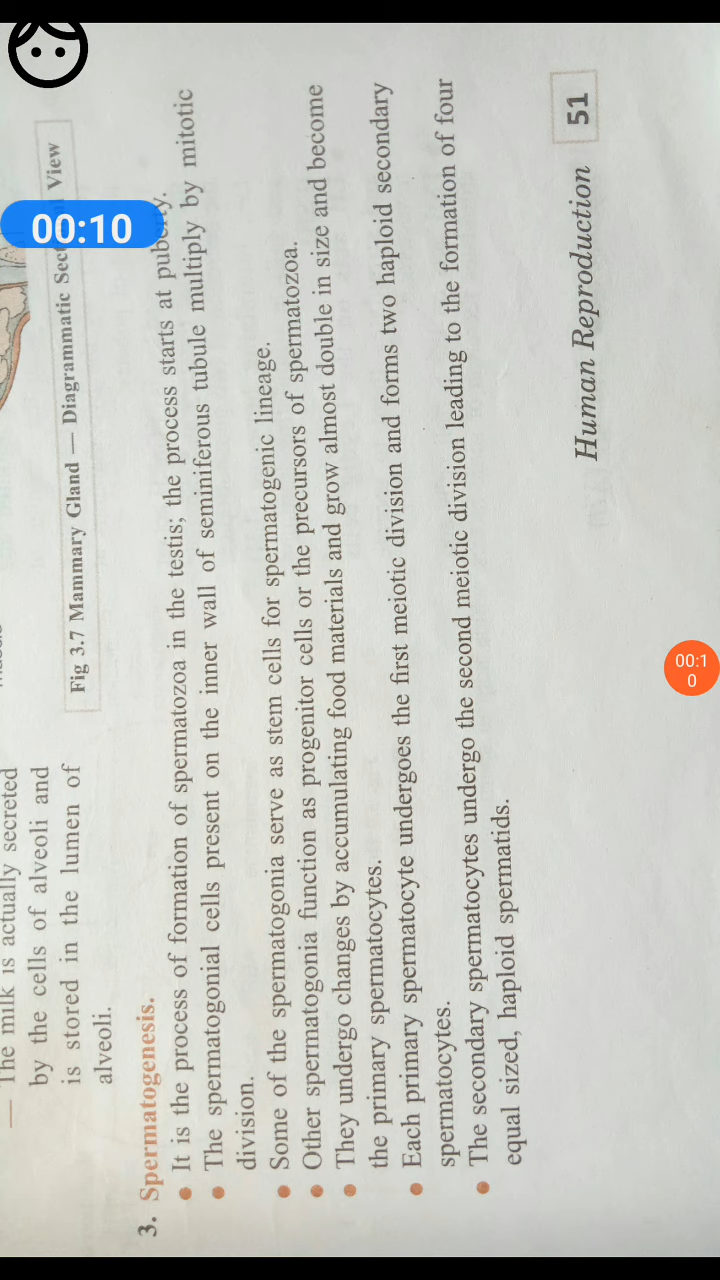 — The milk is actually secreted
by the cells of alveoli and
is stored in the lumen of
alveoli.
Fig 3.7 Mammary Gland — Diagrammatic View
3. Spermatogenesis.
• It is the process of formation of spermatozoa in the testis; the process starts at puberty.
• The spermatogonial cells present on the inner wall of seminiferous tubule multiply by mitotic
division.
• Some of the spermatogonia serve as stem cells for spermatogenic lineage.
• Other spermatogonia function as progenitor cells or the precursors of spermatozoa.
• They undergo changes by accumulating food materials and grow almost double in size and become
the primary spermatocytes.
• Each primary spermatocyte undergoes the first meiotic division and forms two haploid secondary
spermatocytes.
• The secondary spermatocytes undergo the second meiotic division leading to the formation of four
equal sized, haploid spermatids.
Human Reproduction 51
00:10
00:1
0